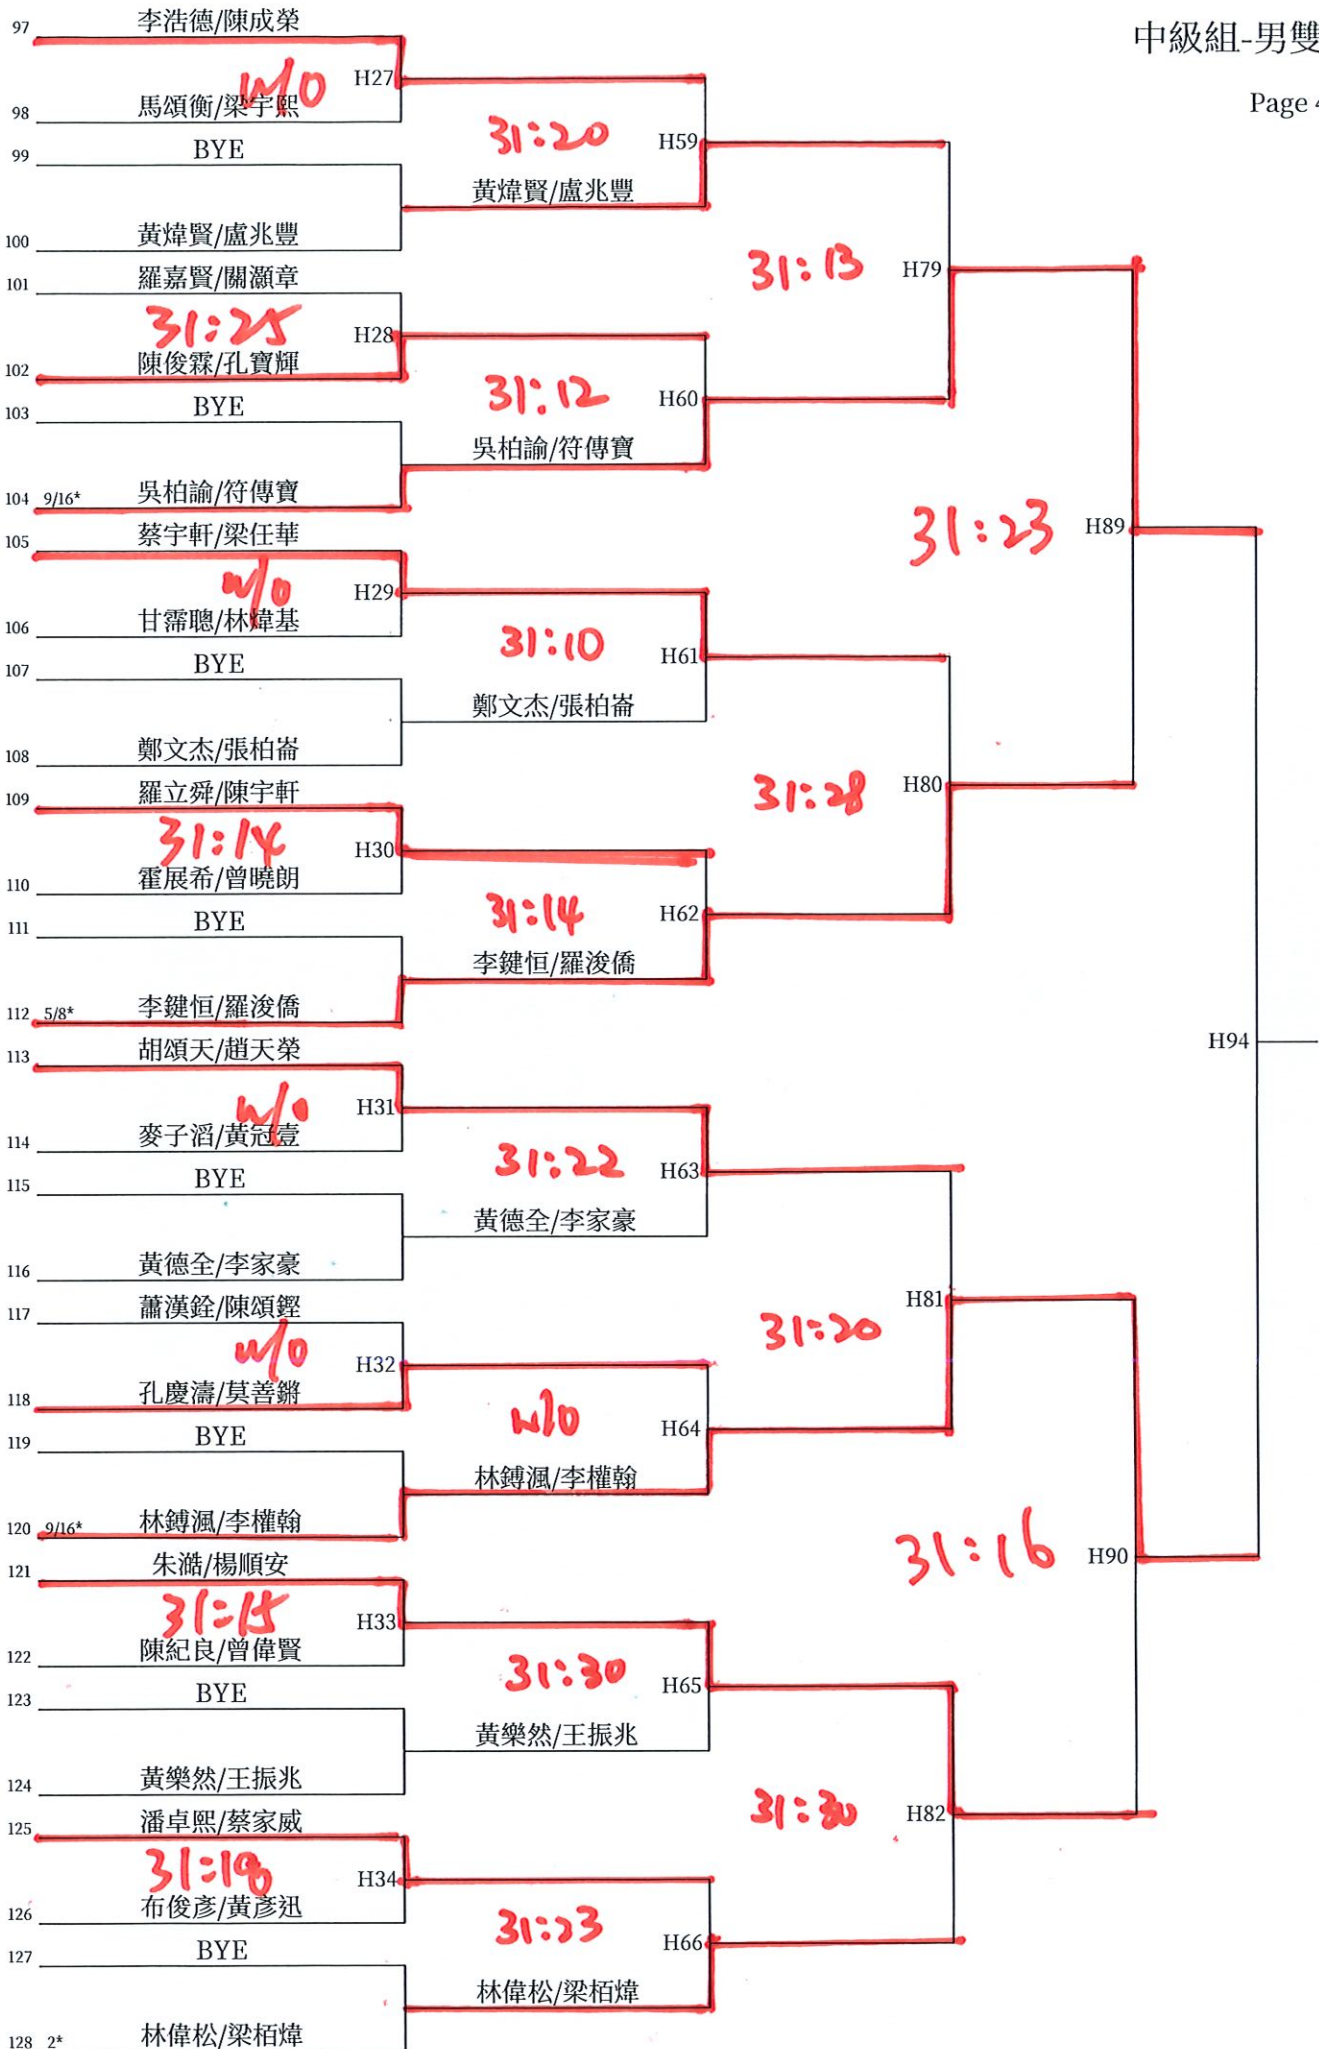 中級組-男雙
Page 4
97 李浩德/陳成榮
w/o H27
98 馬頌衡/梁宇熙
99 BYE
31:20 H59
黃煒賢/盧兆豐
100 黃煒賢/盧兆豐
101 羅嘉賢/關灝章
31:13 H79
31:25 H28
102 陳俊霖/孔寶輝
103 BYE
31:12 H60
吳柏諭/符傳寶
104 9/16* 吳柏諭/符傳寶
105 蔡宇軒/梁任華
31:23 H89
w/o H29
106 甘霈聰/林煒基
107 BYE
31:10 H61
鄭文杰/張柏崙
108 鄭文杰/張柏崙
109 羅立舜/陳宇軒
31:28 H80
31:14 H30
110 霍展希/曾曉朗
111 BYE
31:14 H62
李鍵恒/羅浚僑
112 5/8* 李鍵恒/羅浚僑
H94
113 胡頌天/趙天榮
w/o H31
114 麥子滔/黃冠壹
115 BYE
31:22 H63
黃德全/李家豪
116 黃德全/李家豪
117 蕭漢銓/陳頌鏗
31:20 H81
w/o H32
118 孔慶濤/莫善鏘
119 BYE
w/o H64
林鎛渢/李權翰
120 9/16* 林鎛渢/李權翰
31:16 H90
121 朱澔/楊順安
31:15 H33
122 陳紀良/曾偉賢
123 BYE
31:30 H65
黃樂然/王振兆
124 黃樂然/王振兆
125 潘卓熙/蔡家威
31:30 H82
31: H34
126 布俊彥/黃彥迅
127 BYE
31:23 H66
林偉松/梁栢煒
128 2* 林偉松/梁栢煒